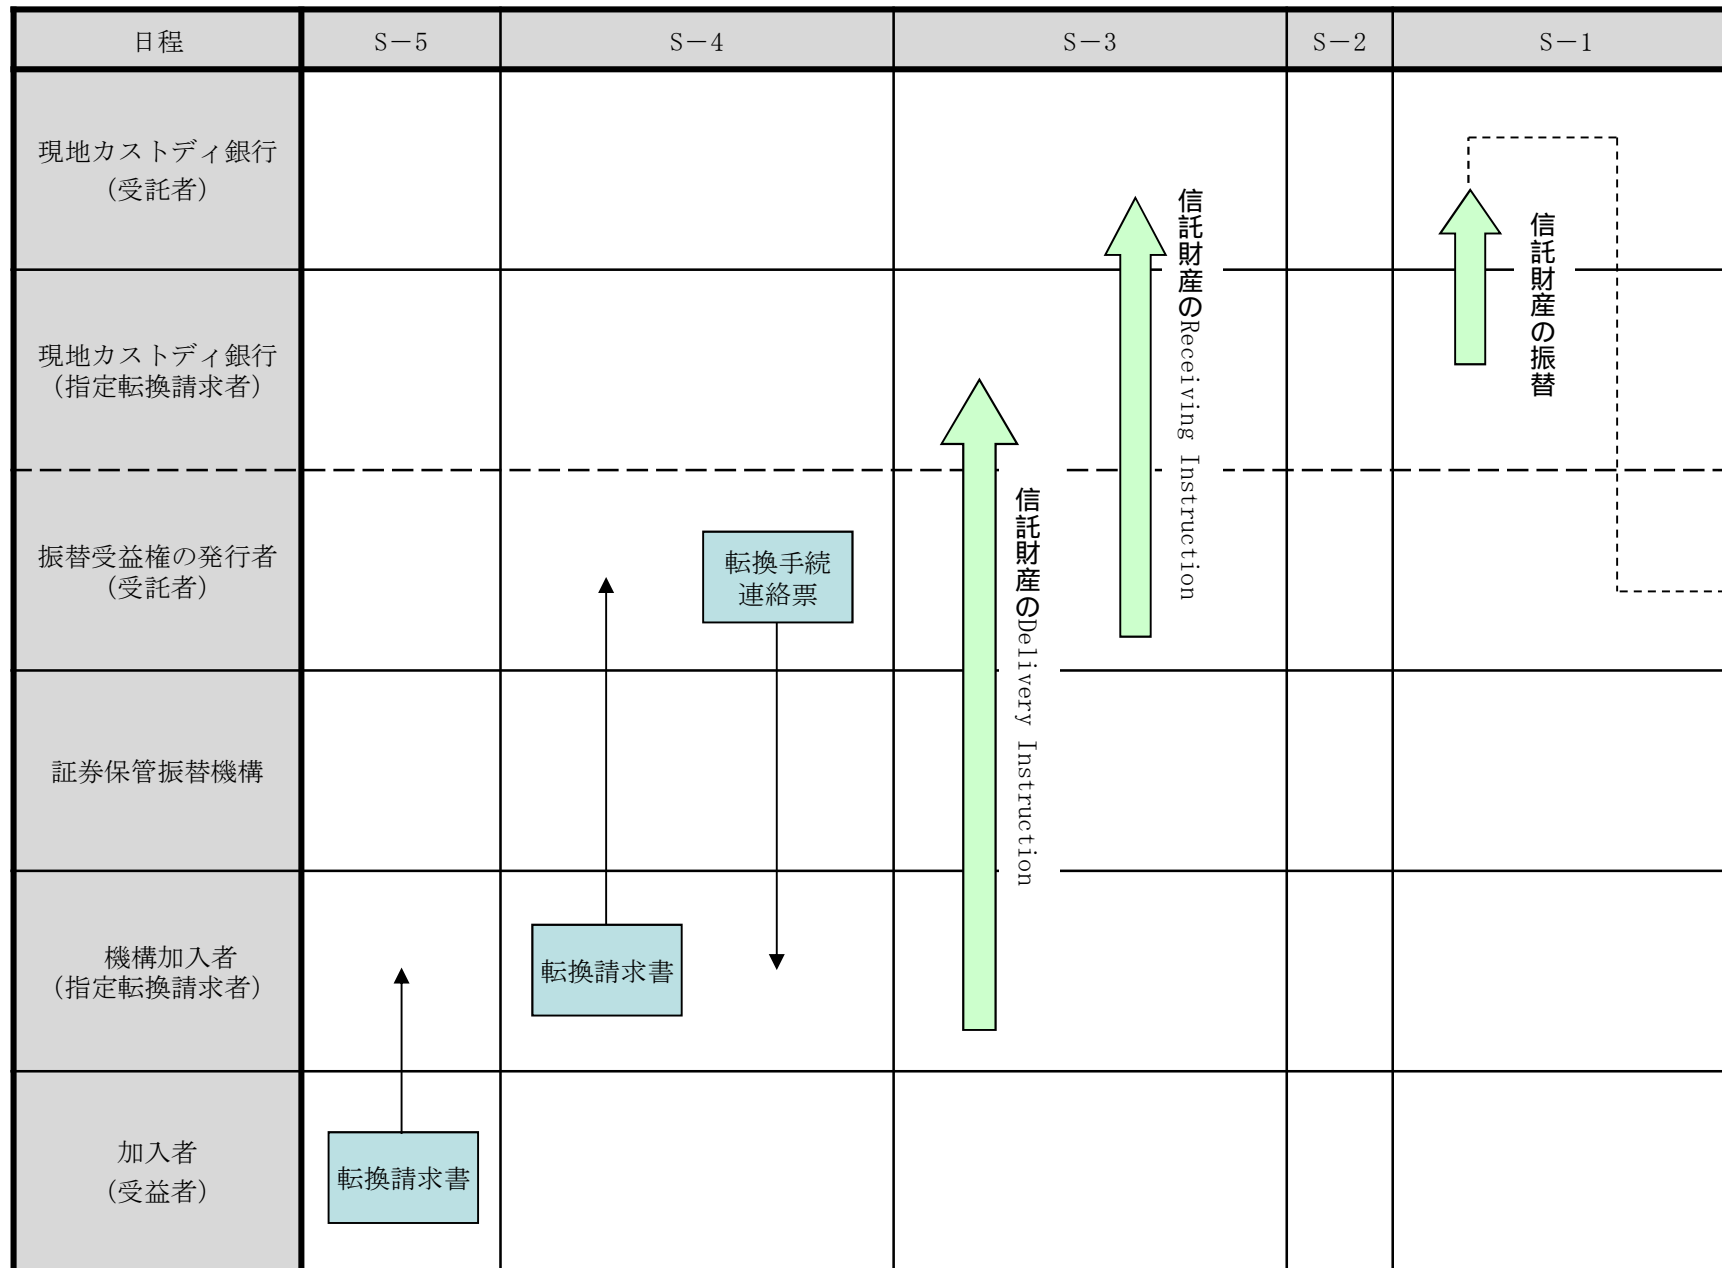 日程
S－5
S－4
S－3
S－2
S－1
現地カストディ銀行
（受託者）
信託財産のReceiving Instruction
信託財産の振替
現地カストディ銀行
（指定転換請求者）
信託財産のDelivery Instruction
振替受益権の発行者
（受託者）
転換手続
連絡票
証券保管振替機構
機構加入者
（指定転換請求者）
転換請求書
加入者
（受益者）
転換請求書